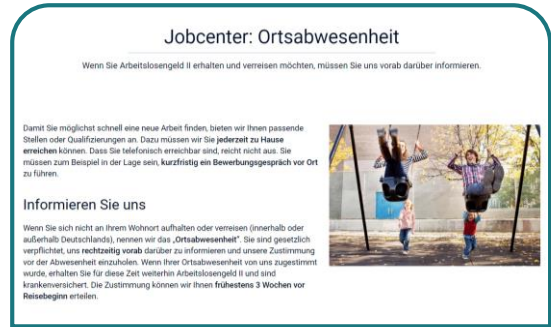 Jobcenter: Ortsabwesenheit
Wenn Sie Arbeitslosengeld II erhalten und verreisen möchten, müssen Sie uns vorab darüber informieren.
Damit Sie möglichst schnell eine neue Arbeit finden, bieten wir Ihnen passende
Stellen oder Qualifizierungen an. Dazu müssen wir Sie jederzeit zu Hause
erreichen können. Dass Sie telefonisch erreichbar sind, reicht nicht aus. Sie
müssen zum Beispiel in der Lage sein, kurzfristig ein Bewerbungsgespräch vor Ort
zu führen.
Informieren Sie uns
Wenn Sie sich nicht an Ihrem Wohnort aufhalten oder verreisen (innerhalb oder
außerhalb Deutschlands), nennen wir das „Ortsabwesenheit“. Sie sind gesetzlich
verpflichtet, uns rechtzeitig vorab darüber zu informieren und unsere Zustimmung
vor der Abwesenheit einzuholen. Wenn Ihrer Ortsabwesenheit von uns zugestimmt
wurde, erhalten Sie für diese Zeit weiterhin Arbeitslosengeld II und sind
krankenversichert. Die Zustimmung können wir Ihnen frühestens 3 Wochen vor
Reisebeginn erteilen.